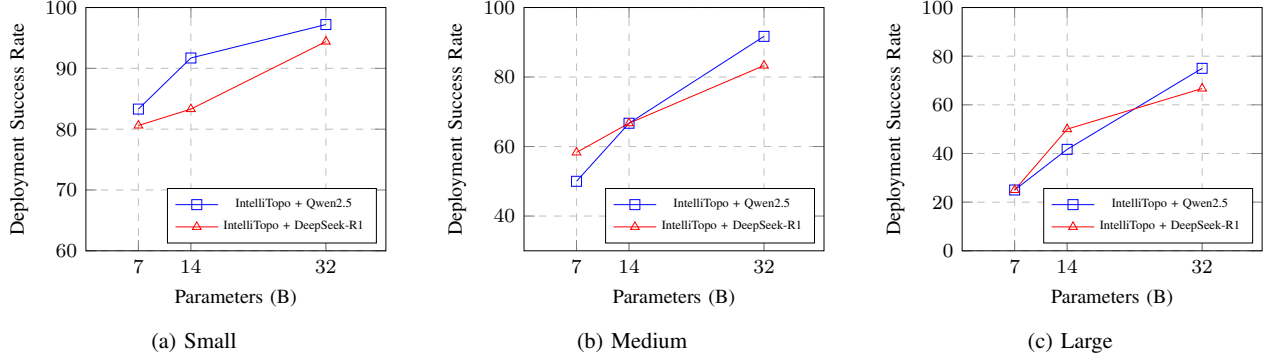 100
90
80
70
60
7 14 32
Deployment Success Rate
Parameters (B)
IntelliTopo + Qwen2.5
IntelliTopo + DeepSeek-R1
(a) Small
100
80
60
40
7 14 32
Deployment Success Rate
Parameters (B)
IntelliTopo + Qwen2.5
IntelliTopo + DeepSeek-R1
(b) Medium
100
80
60
40
20
0
7 14 32
Deployment Success Rate
Parameters (B)
IntelliTopo + Qwen2.5
IntelliTopo + DeepSeek-R1
(c) Large